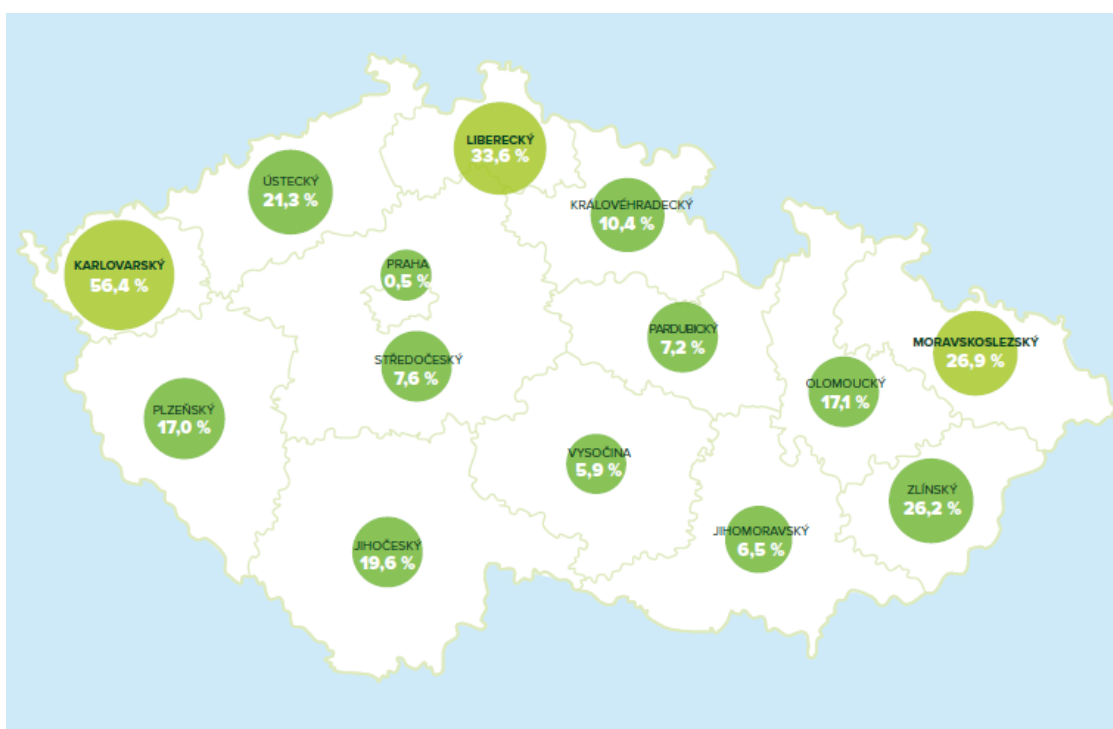 LIBERECKÝ
33,6 %
ÚSTECKÝ
21,3 %
KRÁLOVÉHRADECKÝ
10,4 %
KARLOVARSKÝ
56,4 %
PRAHA
0,5 %
PARDUBICKÝ
7,2 %
MORAVSKOSLEZSKÝ
26,9 %
STŘEDOČESKÝ
7,6 %
OLOMOUCKÝ
17,1 %
PLZEŇSKÝ
17,0 %
VYSOČINA
5,9 %
ZLÍNSKÝ
26,2 %
JIHOMORAVSKÝ
6,5 %
JIHOČESKÝ
19,6 %